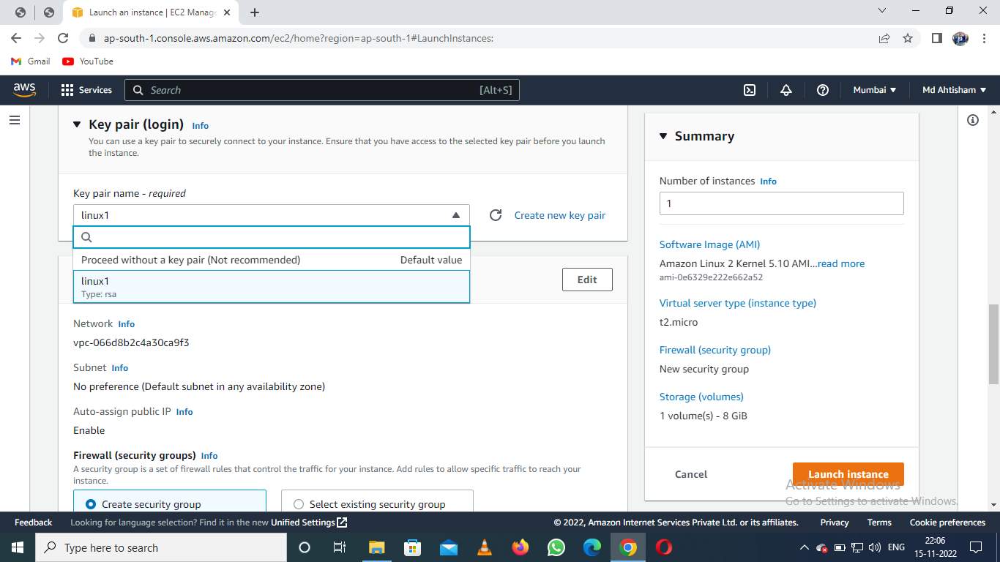 Launch an instance | EC2 Manage
ap-south-1.console.aws.amazon.com/ec2/home?region=ap-south-1#LaunchInstances:
Gmail
YouTube
aws
Services
Search
[Alt+S]
Mumbai
Md Ahtisham
Key pair (login) Info
You can use a key pair to securely connect to your instance. Ensure that you have access to the selected key pair before you launch
the instance.
Key pair name - required
linux1
Create new key pair
Proceed without a key pair (Not recommended)
Default value
linux1
Type: rsa
Edit
Network Info
vpc-066d8b2c4a30ca9f3
Subnet Info
No preference (Default subnet in any availability zone)
Auto-assign public IP Info
Enable
Firewall (security groups) Info
A security group is a set of firewall rules that control the traffic for your instance. Add rules to allow specific traffic to reach your
instance.
Create security group
Select existing security group
Summary
Number of instances Info
1
Software Image (AMI)
Amazon Linux 2 Kernel 5.10 AMI...read more
ami-0e6329e222e662a52
Virtual server type (instance type)
t2.micro
Firewall (security group)
New security group
Storage (volumes)
1 volume(s) - 8 GiB
Cancel
Launch instance
Activate Windows
Go to Settings to activate Windows.
Feedback
Looking for language selection? Find it in the new Unified Settings
© 2022, Amazon Internet Services Private Ltd. or its affiliates.
Privacy
Terms
Cookie preferences
Type here to search
ENG
22:06
15-11-2022